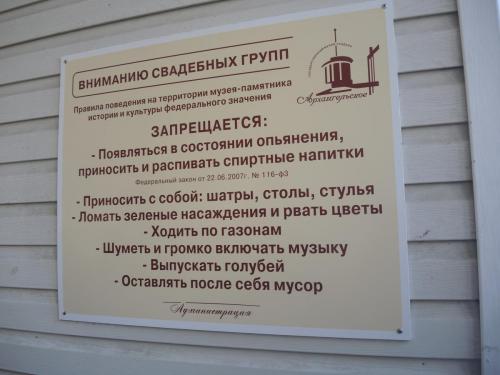 ВНИМАНИЮ СВАДЕБНЫХ ГРУПП
Архангельское
Правила поведения на территории музея-памятника
истории и культуры федерального значения
ЗАПРЕЩАЕТСЯ:
- Появляться в состоянии опьянения,
приносить и распивать спиртные напитки
Федеральный закон от 22.06.2007г. № 116-фз
- Приносить с собой: шатры, столы, стулья
- Ломать зеленые насаждения и рвать цветы
- Ходить по газонам
- Шуметь и громко включать музыку
- Выпускать голубей
- Оставлять после себя мусор
Администрация